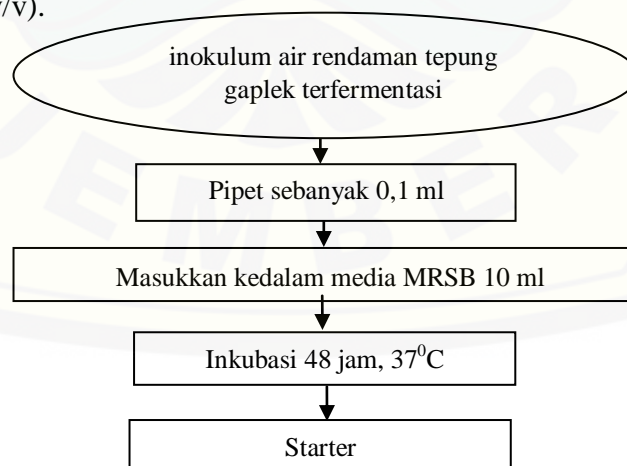 /v).
inokulum air rendaman tepung
gaplek terfermentasi
Pipet sebanyak 0,1 ml
JEMBER
Masukkan kedalam media MRSB 10 ml
Inkubasi 48 jam, 37⁰C
Starter